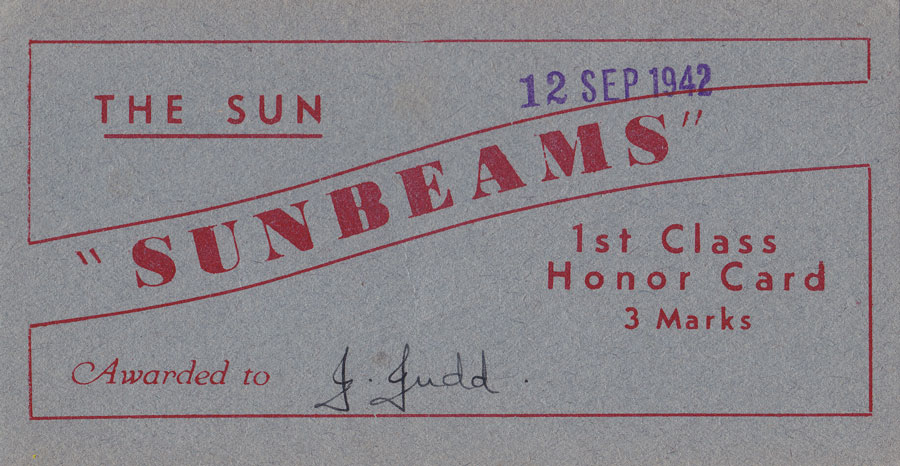 THE SUN
12 SEP 1942
"SUNBEAMS"
1st Class
Honor Card
3 Marks
Awarded to J. Judd.